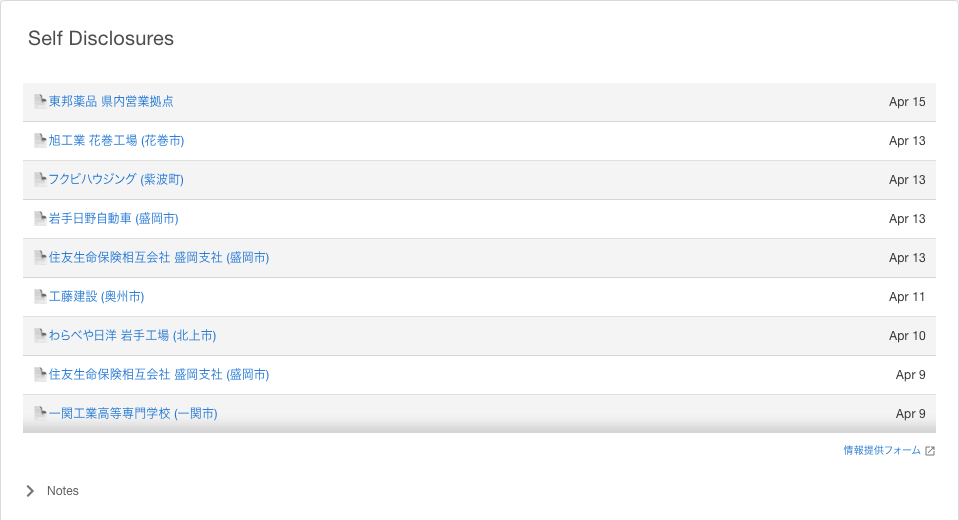 Self Disclosures
東邦薬品 県内営業拠点 Apr 15
旭工業 花巻工場 (花巻市) Apr 13
フクビハウジング (紫波町) Apr 13
岩手日野自動車 (盛岡市) Apr 13
住友生命保険相互会社 盛岡支社 (盛岡市) Apr 13
工藤建設 (奥州市) Apr 11
わらべや日洋 岩手工場 (北上市) Apr 10
住友生命保険相互会社 盛岡支社 (盛岡市) Apr 9
一関工業高等専門学校 (一関市) Apr 9
情報提供フォーム
Notes